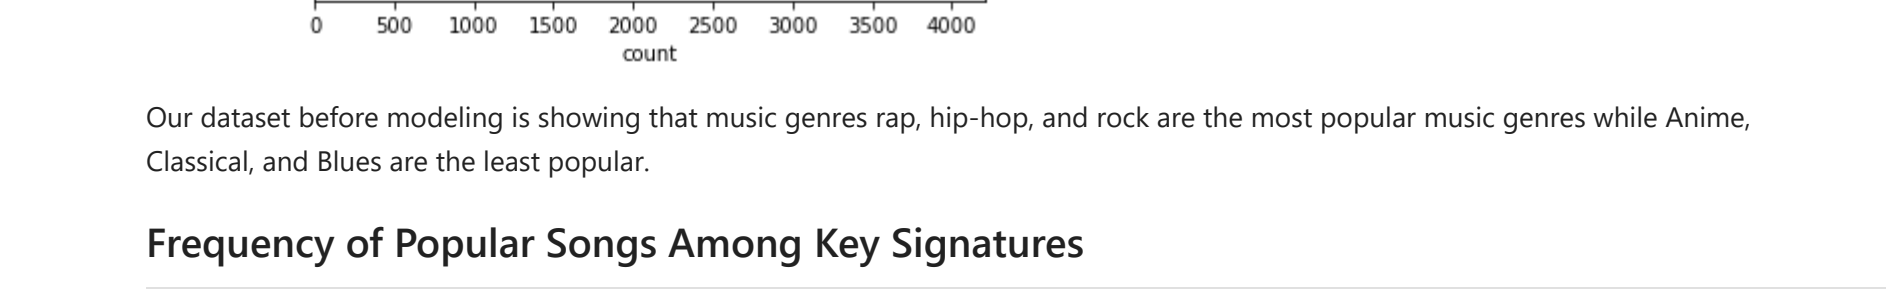 0 500 1000 1500 2000 2500 3000 3500 4000
count
Our dataset before modeling is showing that music genres rap, hip-hop, and rock are the most popular music genres while Anime,
Classical, and Blues are the least popular.
Frequency of Popular Songs Among Key Signatures